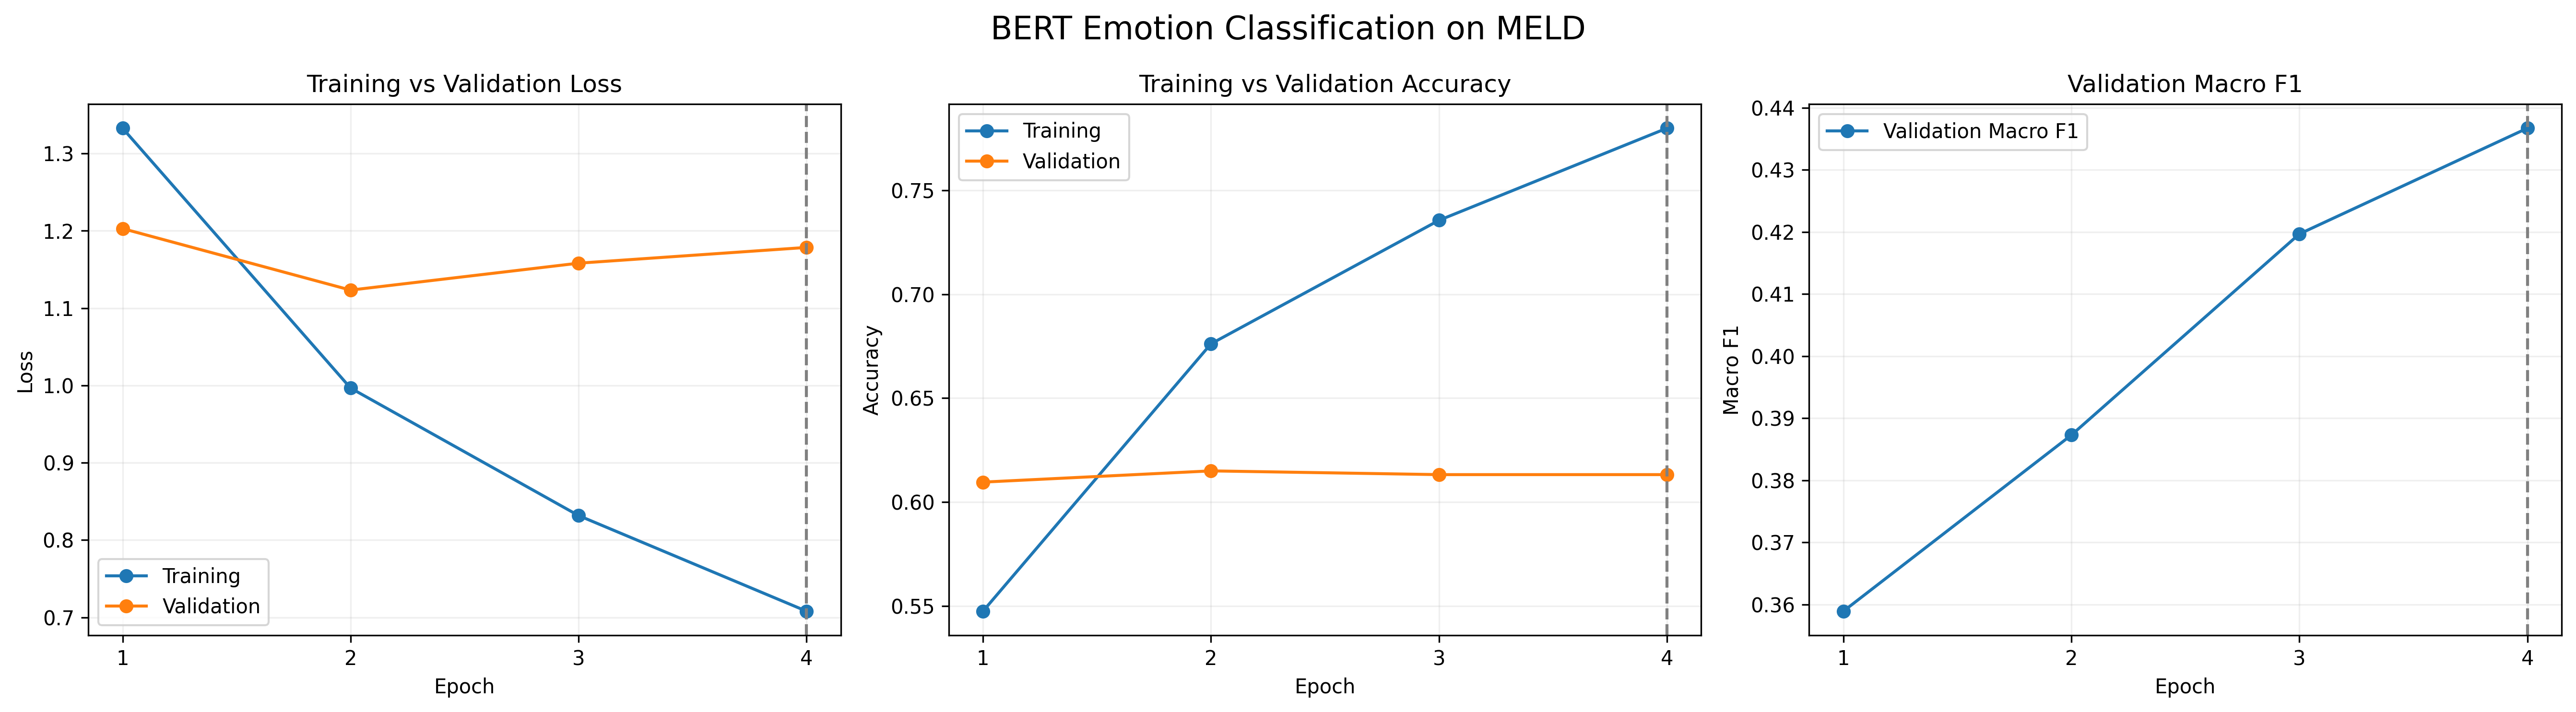 BERT Emotion Classification on MELD
Training vs Validation Loss
1.3
1.2
1.1
1.0
0.9
0.8
0.7
Loss
Training
Validation
1 2 3 4
Epoch
Training vs Validation Accuracy
Training
Validation
0.75
0.70
0.65
0.60
0.55
Accuracy
1 2 3 4
Epoch
Validation Macro F1
Validation Macro F1
0.44
0.43
0.42
0.41
0.40
0.39
0.38
0.37
0.36
Macro F1
1 2 3 4
Epoch